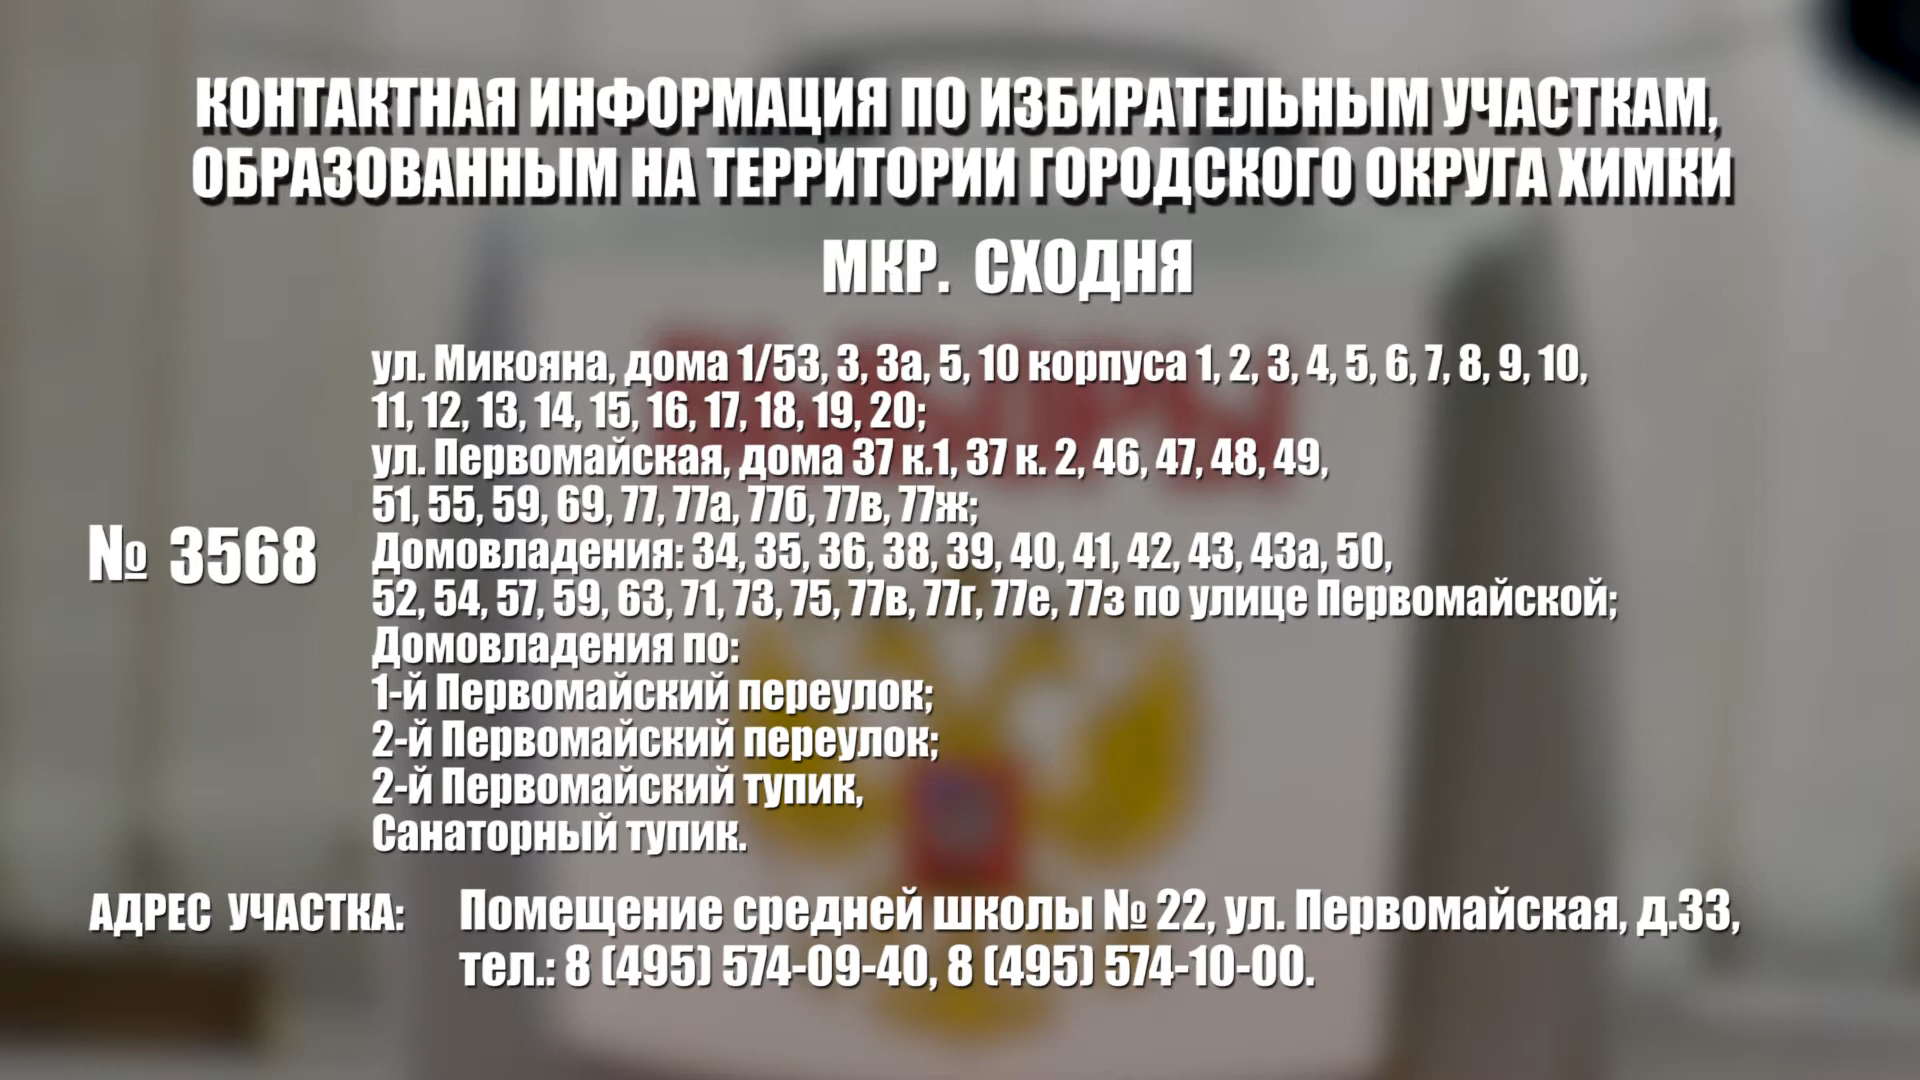 КОНТАКТНАЯ ИНФОРМАЦИЯ ПО ИЗБИРАТЕЛЬНЫМ УЧАСТКАМ,
ОБРАЗОВАННЫМ НА ТЕРРИТОРИИ ГОРОДСКОГО ОКРУГА ХИМКИ
МКР. СХОДНЯ
№ 3568
ул. Микояна, дома 1/53, 3, 3а, 5, 10 корпуса 1, 2, 3, 4, 5, 6, 7, 8, 9, 10,
11, 12, 13, 14, 15, 16, 17, 18, 19, 20;
ул. Первомайская, дома 37 к.1, 37 к. 2, 46, 47, 48, 49,
51, 55, 59, 69, 77, 77а, 77б, 77в, 77ж;
Домовладения: 34, 35, 36, 38, 39, 40, 41, 42, 43, 43а, 50,
52, 54, 57, 59, 63, 71, 73, 75, 77в, 77г, 77е, 77з по улице Первомайской;
Домовладения по:
1-й Первомайский переулок;
2-й Первомайский переулок;
2-й Первомайский тупик,
Санаторный тупик.
АДРЕС УЧАСТКА: Помещение средней школы № 22, ул. Первомайская, д.33,
тел.: 8 (495) 574-09-40, 8 (495) 574-10-00.
ВЫБОРЫ